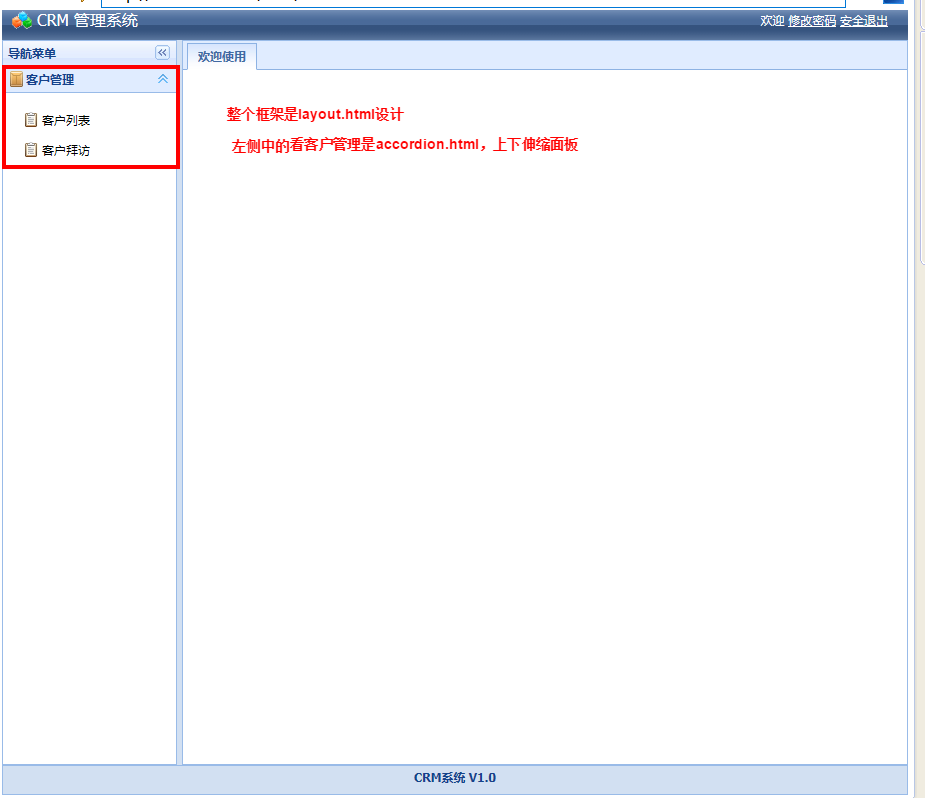 CRM 管理系统
欢迎 修改密码 安全退出
导航菜单
欢迎使用
客户管理
客户列表
客户拜访
整个框架是layout.html设计
左侧中的看客户管理是accordion.html，上下伸缩面板
CRM系统 V1.0